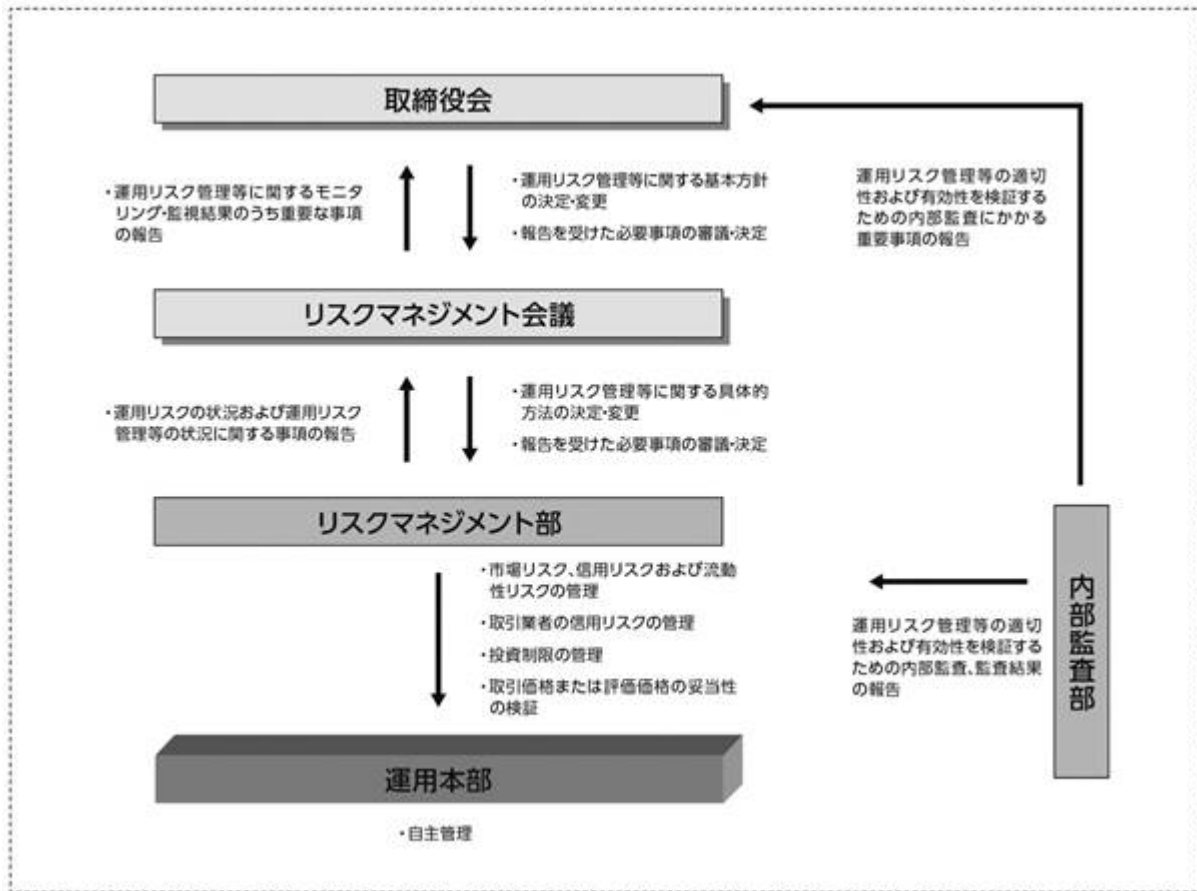 取締役会
・運用リスク管理等に関するモニタ
リング・監視結果のうち重要な事項
の報告
・運用リスク管理等に関する基本方針
の決定・変更
・報告を受けた必要事項の審議・決定
運用リスク管理等の適切
性および有効性を検証す
るための内部監査にかかる
重要事項の報告
リスクマネジメント会議
・運用リスクの状況および運用リスク
管理等の状況に関する事項の報告
・運用リスク管理等に関する具体的
方法の決定・変更
・報告を受けた必要事項の審議・決定
リスクマネジメント部
・市場リスク、信用リスクおよび流動
性リスクの管理
・取引業者の信用リスクの管理
・投資制限の管理
・取引価格または評価価格の妥当性
の検証
運用リスク管理等の適切
性および有効性を検証する
ための内部監査、監査結果
の報告
内部監査部
運用本部
・自主管理